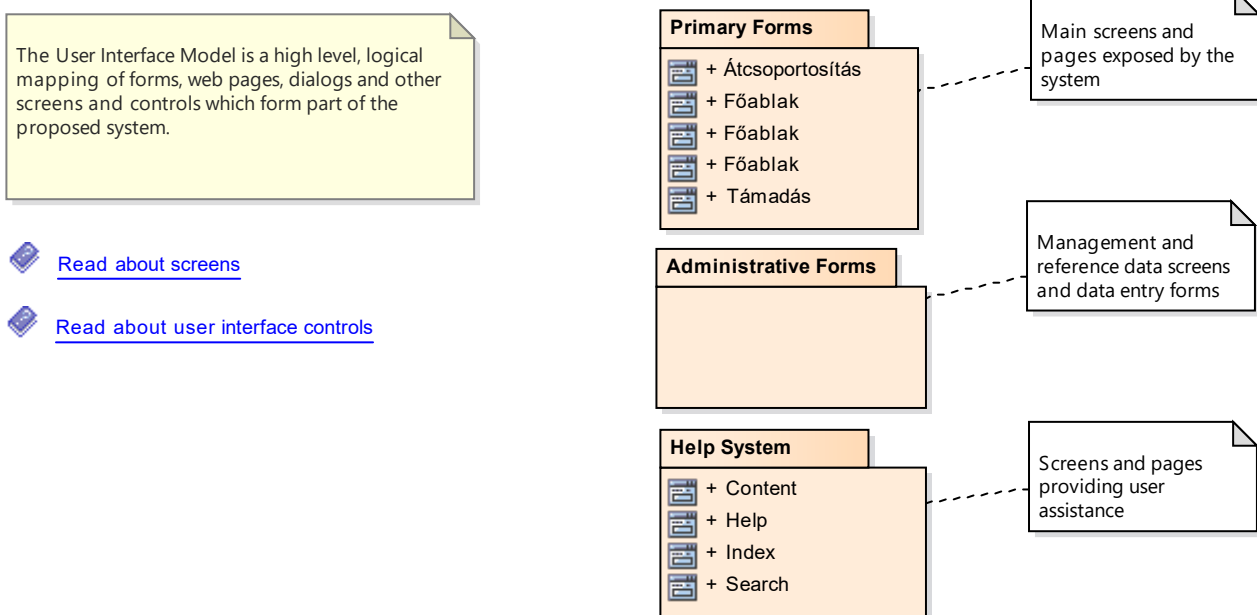 The User Interface Model is a high level, logical
mapping of forms, web pages, dialogs and other
screens and controls which form part of the
proposed system.
Read about screens
Read about user interface controls
Primary Forms
+ Átcsoportosítás
+ Főablak
+ Főablak
+ Főablak
+ Támadás
Main screens and
pages exposed by the
system
Administrative Forms
Management and
reference data screens
and data entry forms
Help System
+ Content
+ Help
+ Index
+ Search
Screens and pages
providing user
assistance